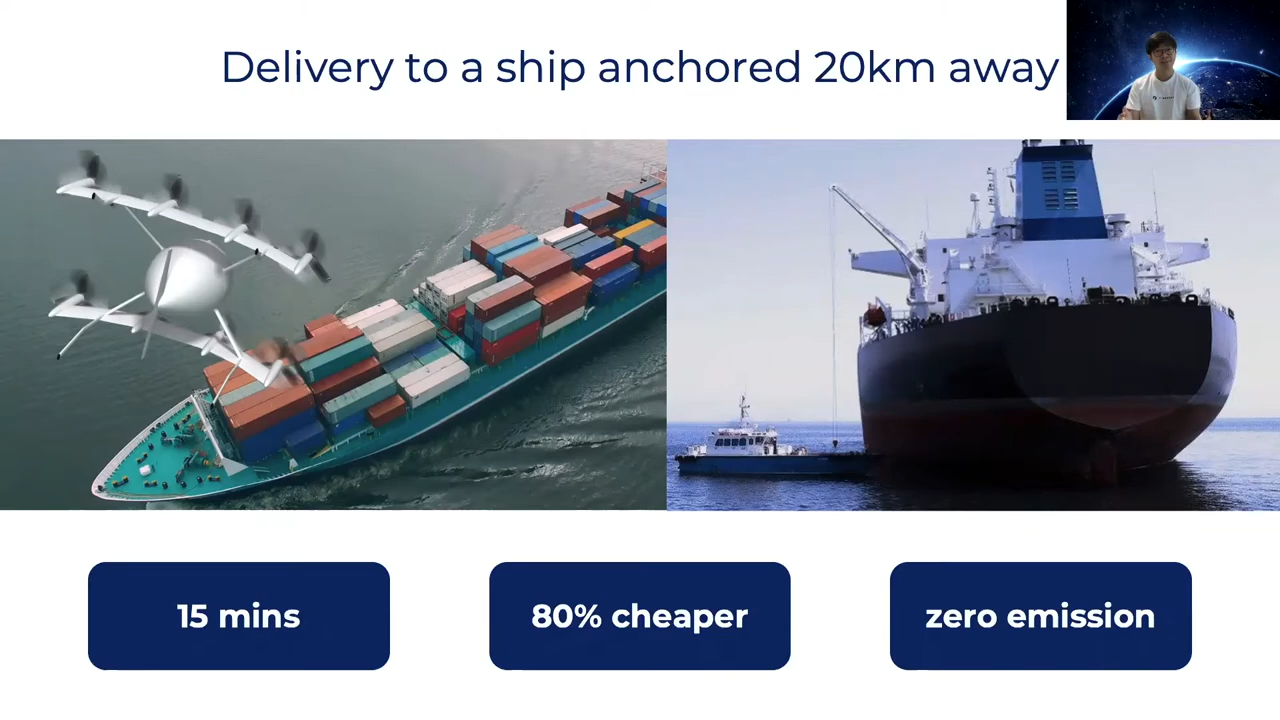 Delivery to a ship anchored 20km away
15 mins
80% cheaper
zero emission